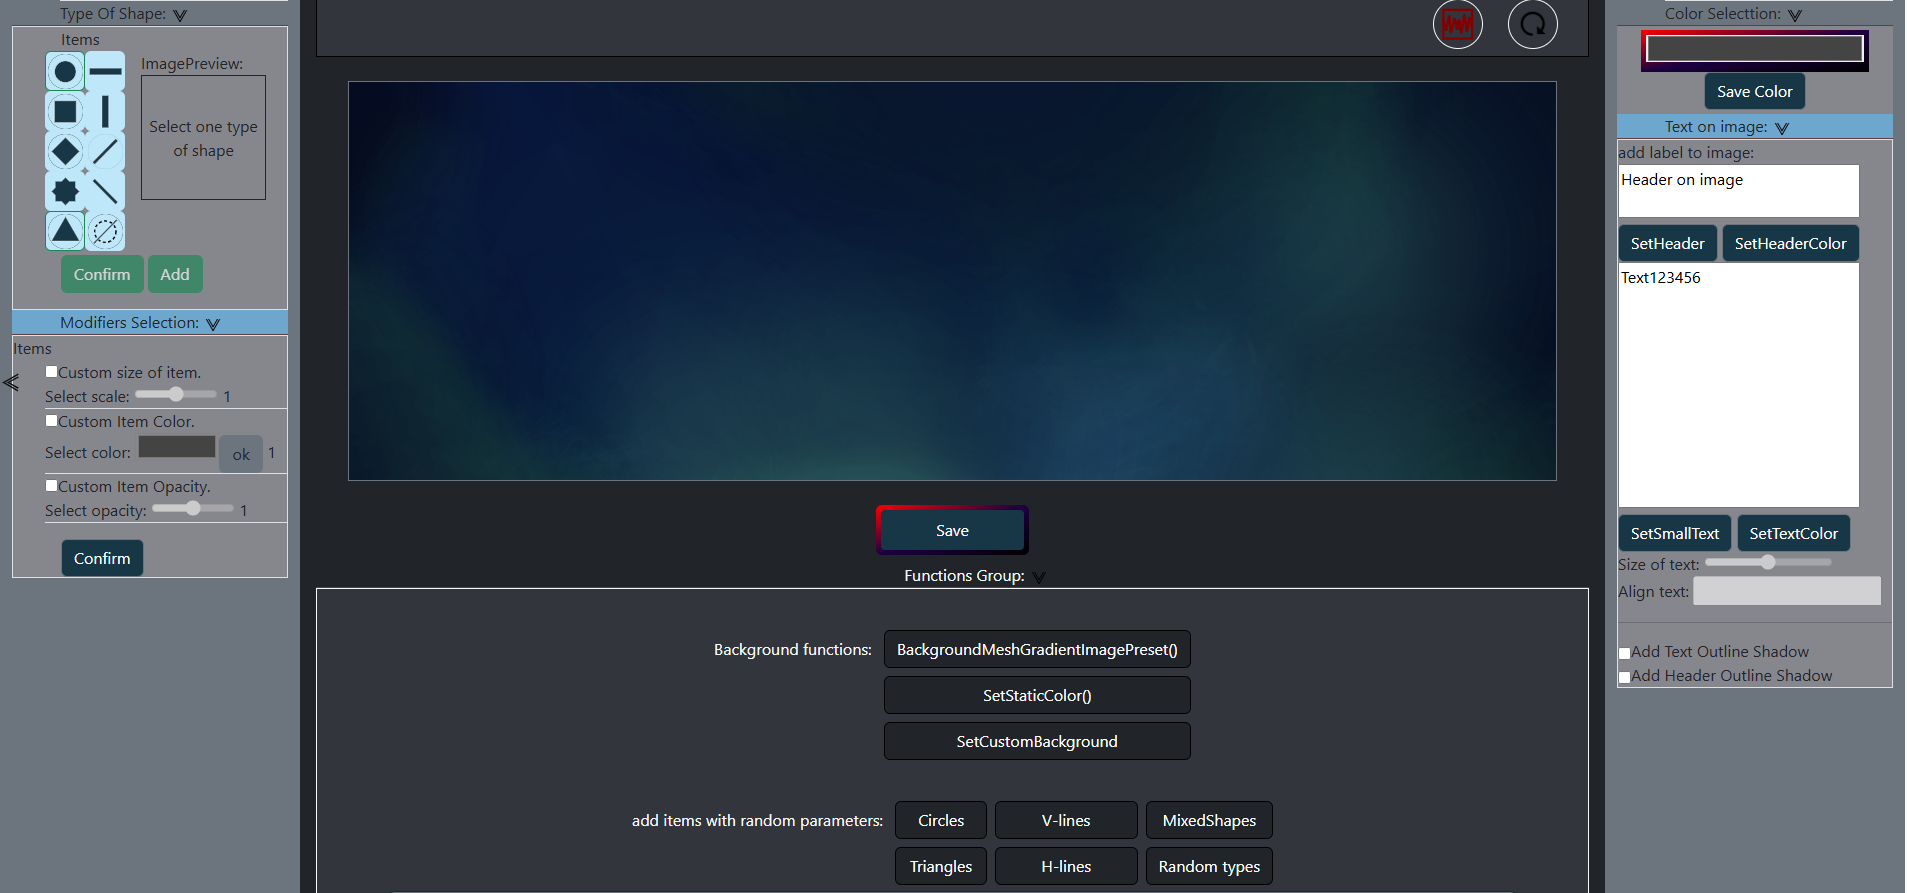 Type Of Shape:
Items
ImagePreview:
Select one type
of shape
Confirm Add
Modifiers Selection:
Items
Custom size of item.
Select scale: 1
Custom Item Color.
Select color: ok 1
Custom Item Opacity.
Select opacity: 1
Confirm
Save
Functions Group:
Background functions: BackgroundMeshGradientImagePreset()
SetStaticColor()
SetCustomBackground
add items with random parameters: Circles V-lines MixedShapes
Triangles H-lines Random types
Color Selecttion:
Save Color
Text on image:
add label to image:
Header on image
SetHeader SetHeaderColor
Text123456
SetSmallText SetTextColor
Size of text:
Align text:
Add Text Outline Shadow
Add Header Outline Shadow